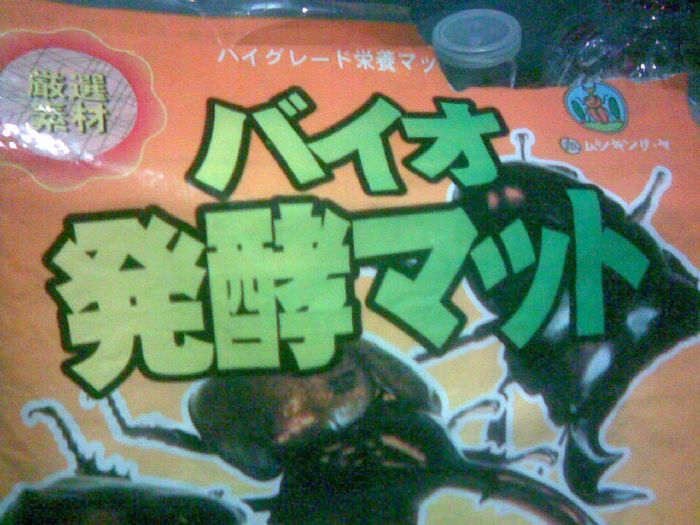 ハイグレード栄養マッ
厳選
素材
バイオ
発酵マット